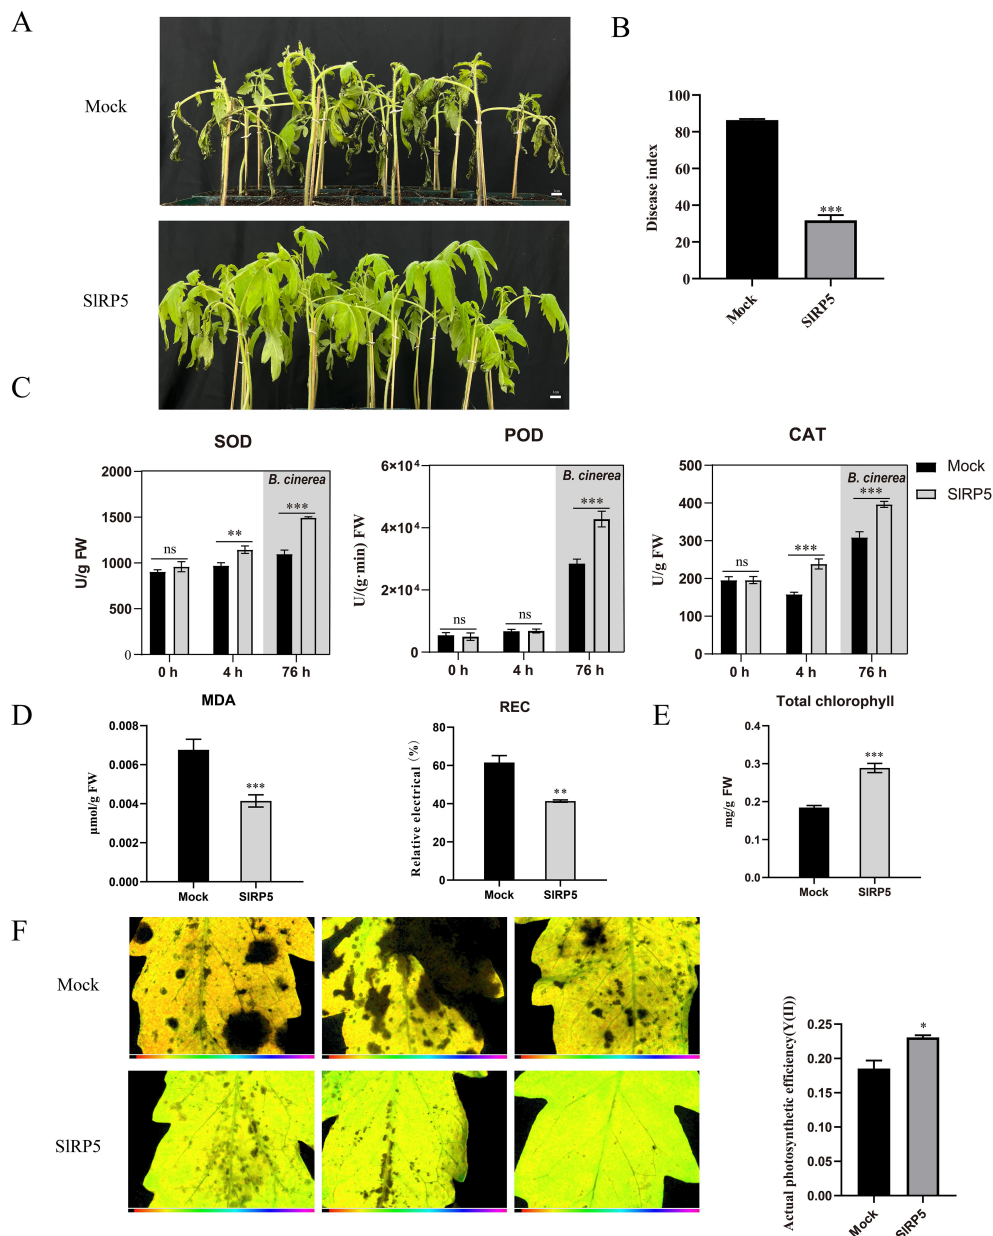 A
Mock
SlRP5
B
Disease index
100
80
60
40
20
0
***
Mock
SlRP5
C
SOD
U/g FW
2000
1500
1000
500
0
B. cinerea
ns
**
***
0 h
4 h
76 h
POD
U/(g·min) FW
6×10⁴
4×10⁴
2×10⁴
0
B. cinerea
ns
ns
***
0 h
4 h
76 h
CAT
U/g FW
500
400
300
200
100
0
B. cinerea
ns
***
***
0 h
4 h
76 h
Mock
SlRP5
D
MDA
μmol/g FW
0.008
0.006
0.004
0.002
0.000
***
Mock
SlRP5
REC
Relative electrical (%)
80
60
40
20
0
**
Mock
SlRP5
E
Total chlorophyll
mg/g FW
0.4
0.3
0.2
0.1
0.0
***
Mock
SlRP5
F
Mock
SlRP5
Actual photosynthetic efficiency(Y(II))
0.25
0.20
0.15
0.10
0.05
0.00
*
Mock
SlRP5